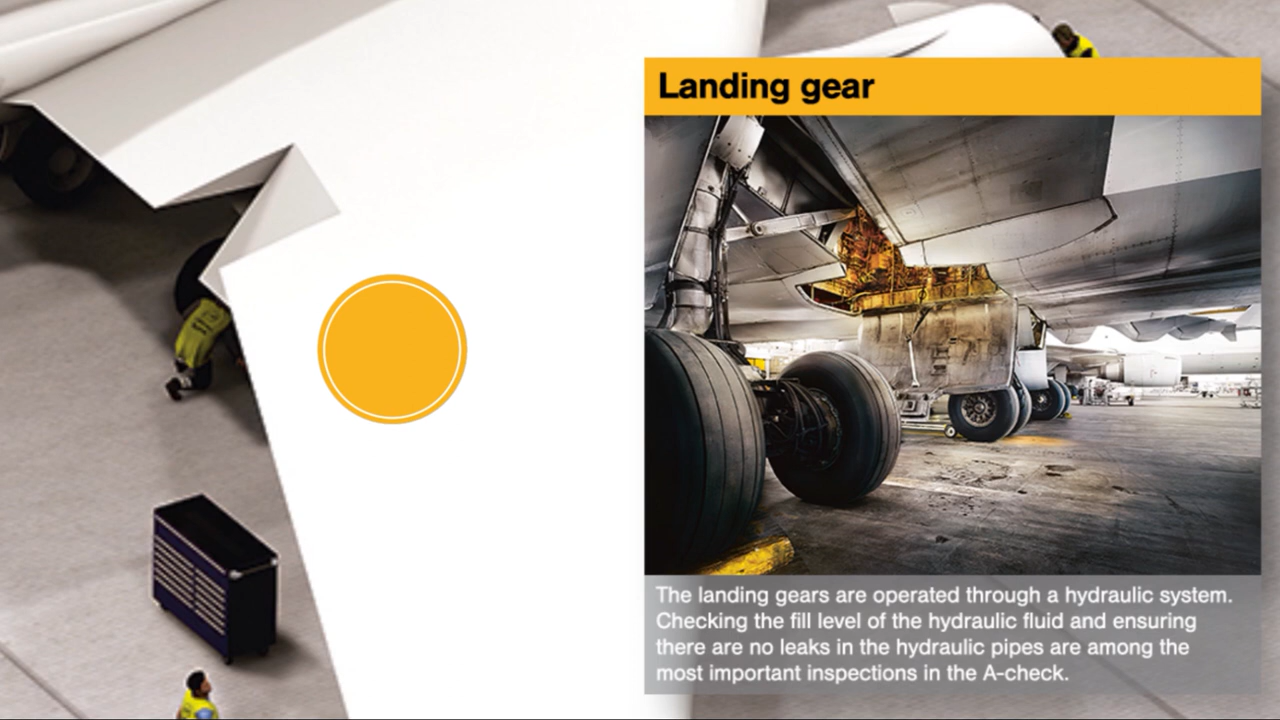 Landing gear
The landing gears are operated through a hydraulic system.
Checking the fill level of the hydraulic fluid and ensuring
there are no leaks in the hydraulic pipes are among the
most important inspections in the A-check.